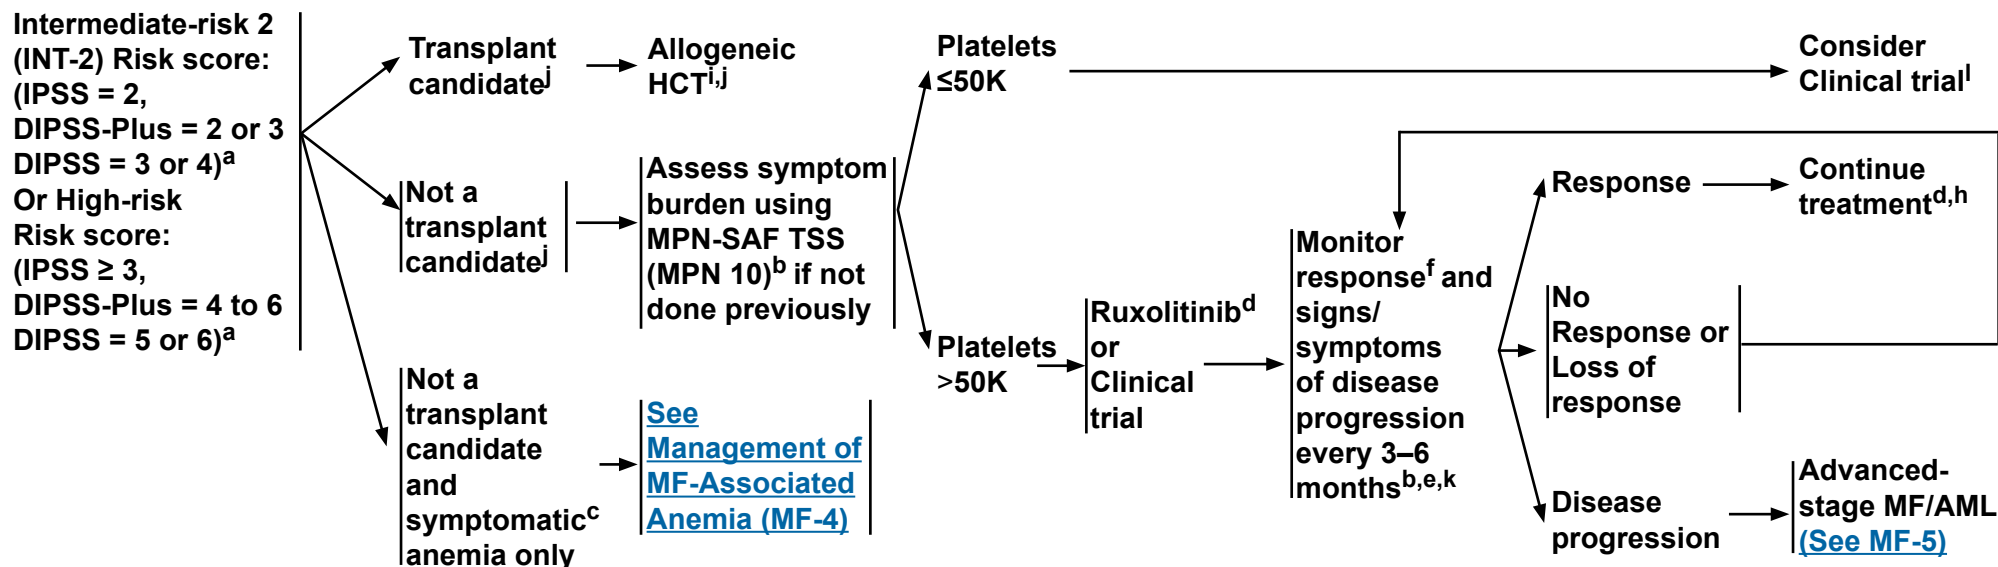 Intermediate-risk 2
(INT-2) Risk score:
(IPSS = 2,
DIPSS-Plus = 2 or 3
DIPSS = 3 or 4)a
Or High-risk
Risk score:
(IPSS ≥ 3,
DIPSS-Plus = 4 to 6
DIPSS = 5 or 6)a
Transplant
candidatej
Allogeneic
HCTi,j
Not a
transplant
candidatej
Assess symptom
burden using
MPN-SAF TSS
(MPN 10)b if not
done previously
Not a
transplant
candidate
and
symptomaticc
anemia only
See
Management of
MF-Associated
Anemia (MF-4)
Platelets
≤50K
Consider
Clinical triall
Platelets
>50K
Ruxolitinibd
or
Clinical
trial
Monitor
responsef and
signs/
symptoms
of disease
progression
every 3–6
monthsb,e,k
Response
Continue
treatmentd,h
No
Response or
Loss of
response
Disease
progression
Advanced-
stage MF/AML
(See MF-5)